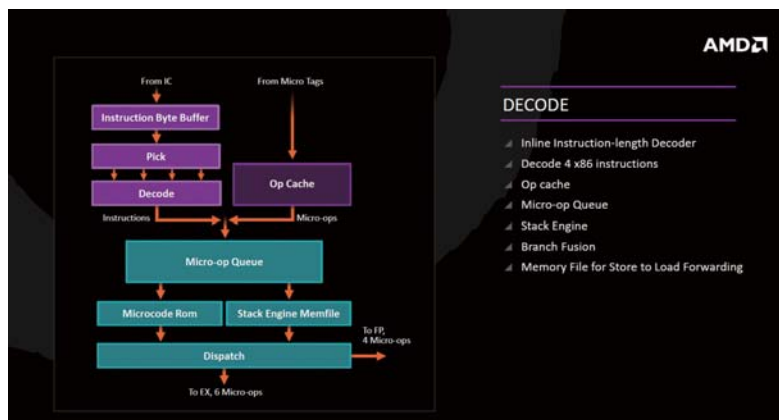 AMD
From IC
From Micro Tags
Instruction Byte Buffer
Pick
Decode
Op Cache
Instructions
Micro-ops
Micro-op Queue
Microcode Rom
Stack Engine Memfile
To FP,
4 Micro-ops
Dispatch
To EX, 6 Micro-ops
DECODE
Inline Instruction-length Decoder
Decode 4 x86 instructions
Op cache
Micro-op Queue
Stack Engine
Branch Fusion
Memory File for Store to Load Forwarding